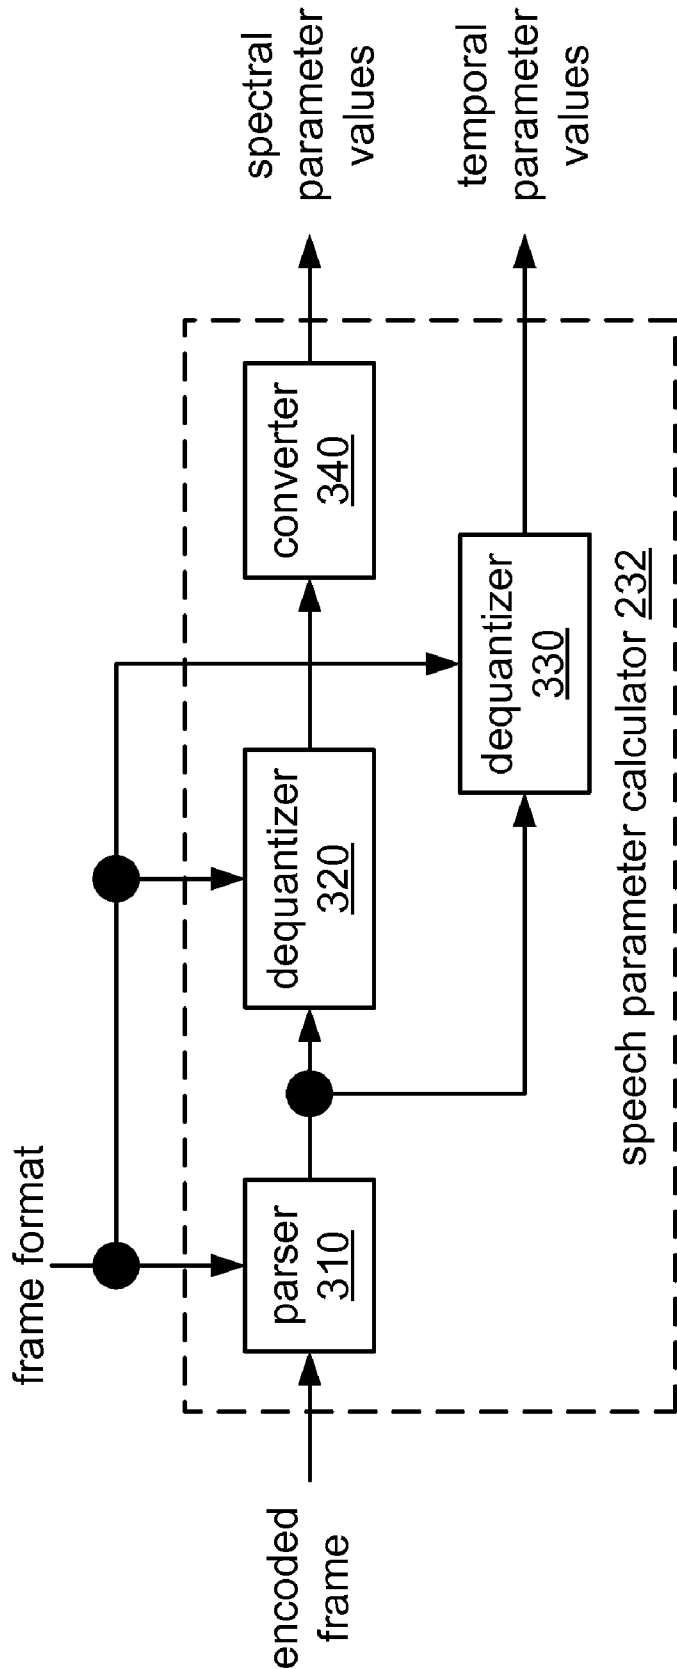 frame format
encoded
frame
parser
310
dequantizer
320
converter
340
dequantizer
330
spectral
parameter
values
temporal
parameter
values
speech parameter calculator 232